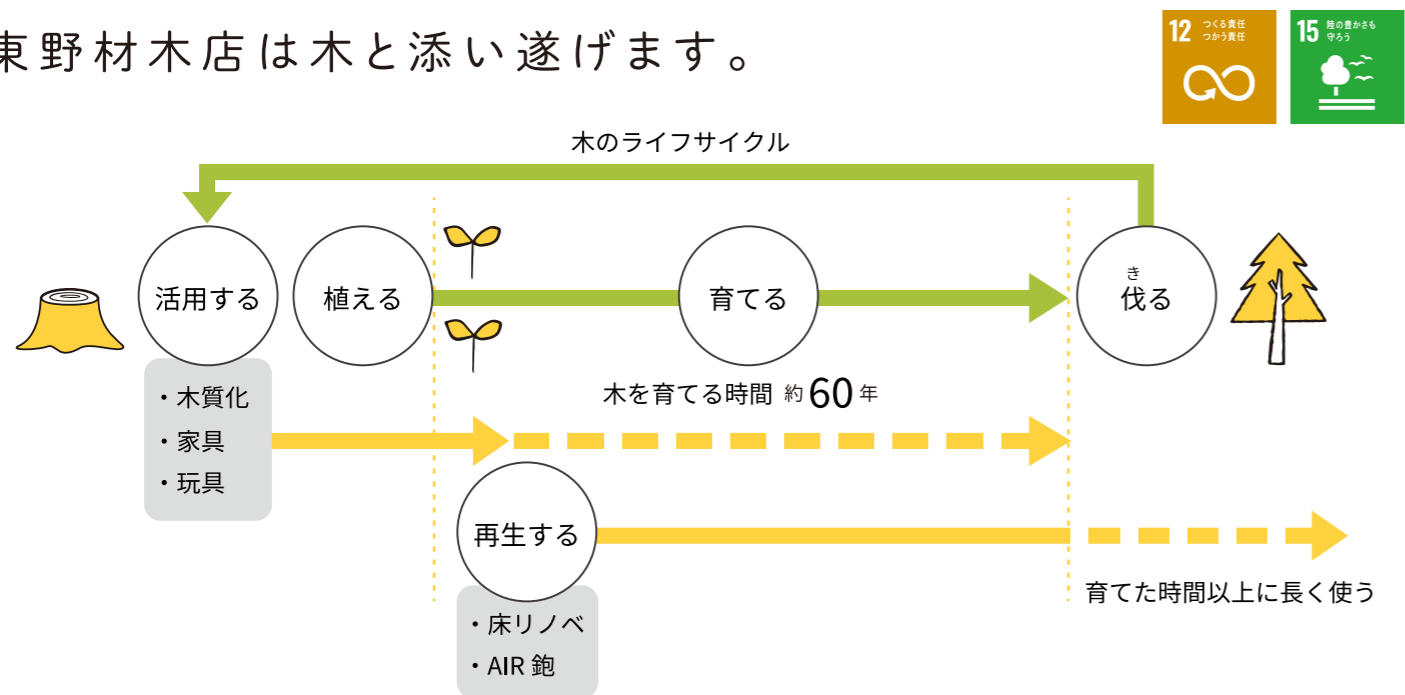 東野材木店は木と添い遂げます。
12 つくる責任
つかう責任
15 陸の豊かさも
守ろう
木のライフサイクル
活用する
植える
育てる
き
伐る
・木質化
・家具
・玩具
木を育てる時間 約60年
再生する
・床リノベ
・AIR 鉋
育てた時間以上に長く使う